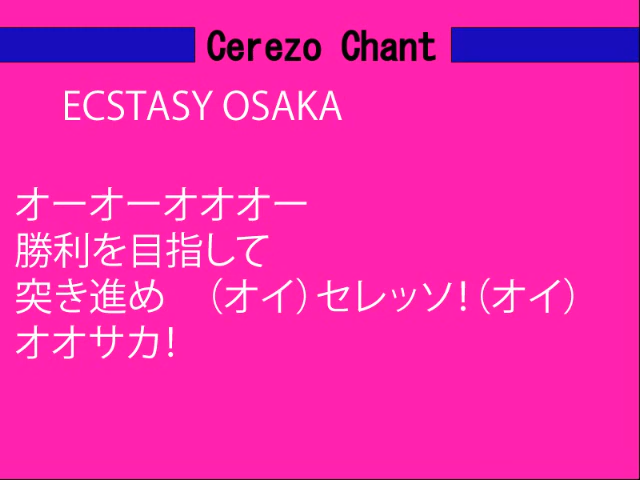 Cerezo Chant
ECSTASY OSAKA
オーオーオオオー
勝利を目指して
突き進め　（オイ）セレッソ！（オイ）
オオサカ！